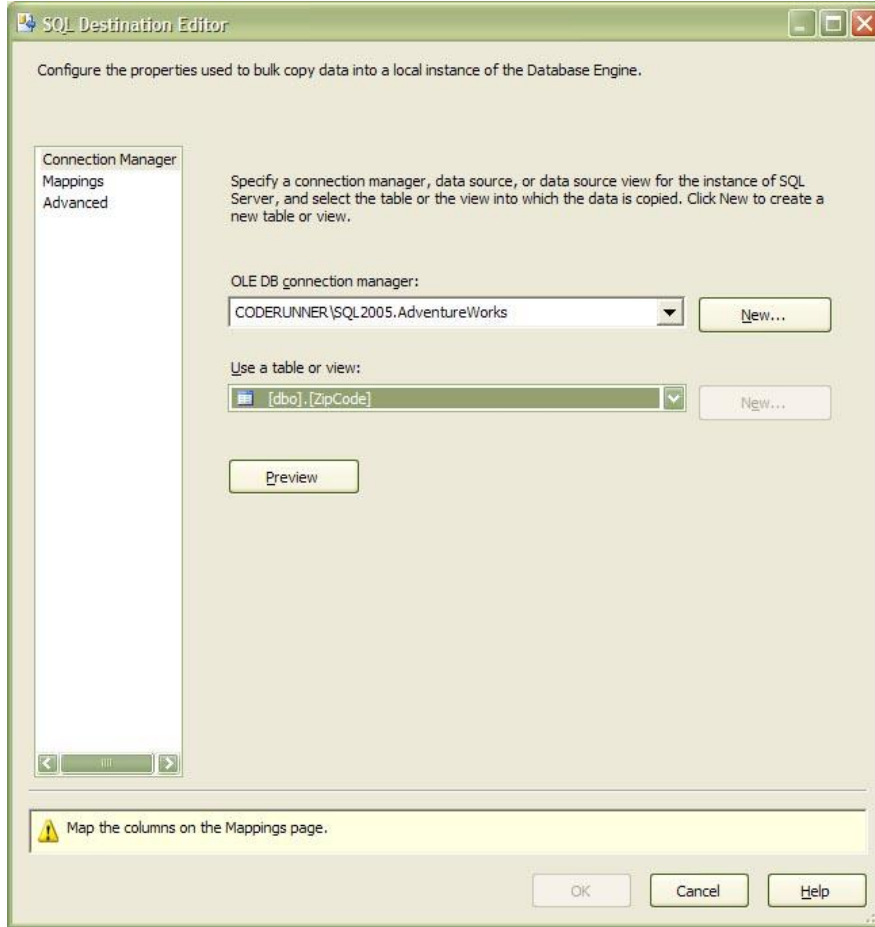 SQL Destination Editor
Configure the properties used to bulk copy data into a local instance of the Database Engine.
Connection Manager
Mappings
Advanced
Specify a connection manager, data source, or data source view for the instance of SQL
Server, and select the table or the view into which the data is copied. Click New to create a
new table or view.
OLE DB connection manager:
CODERUNNER\SQL2005.AdventureWorks
New...
Use a table or view:
[dbo].[ZipCode]
New...
Preview
Map the columns on the Mappings page.
OK
Cancel
Help